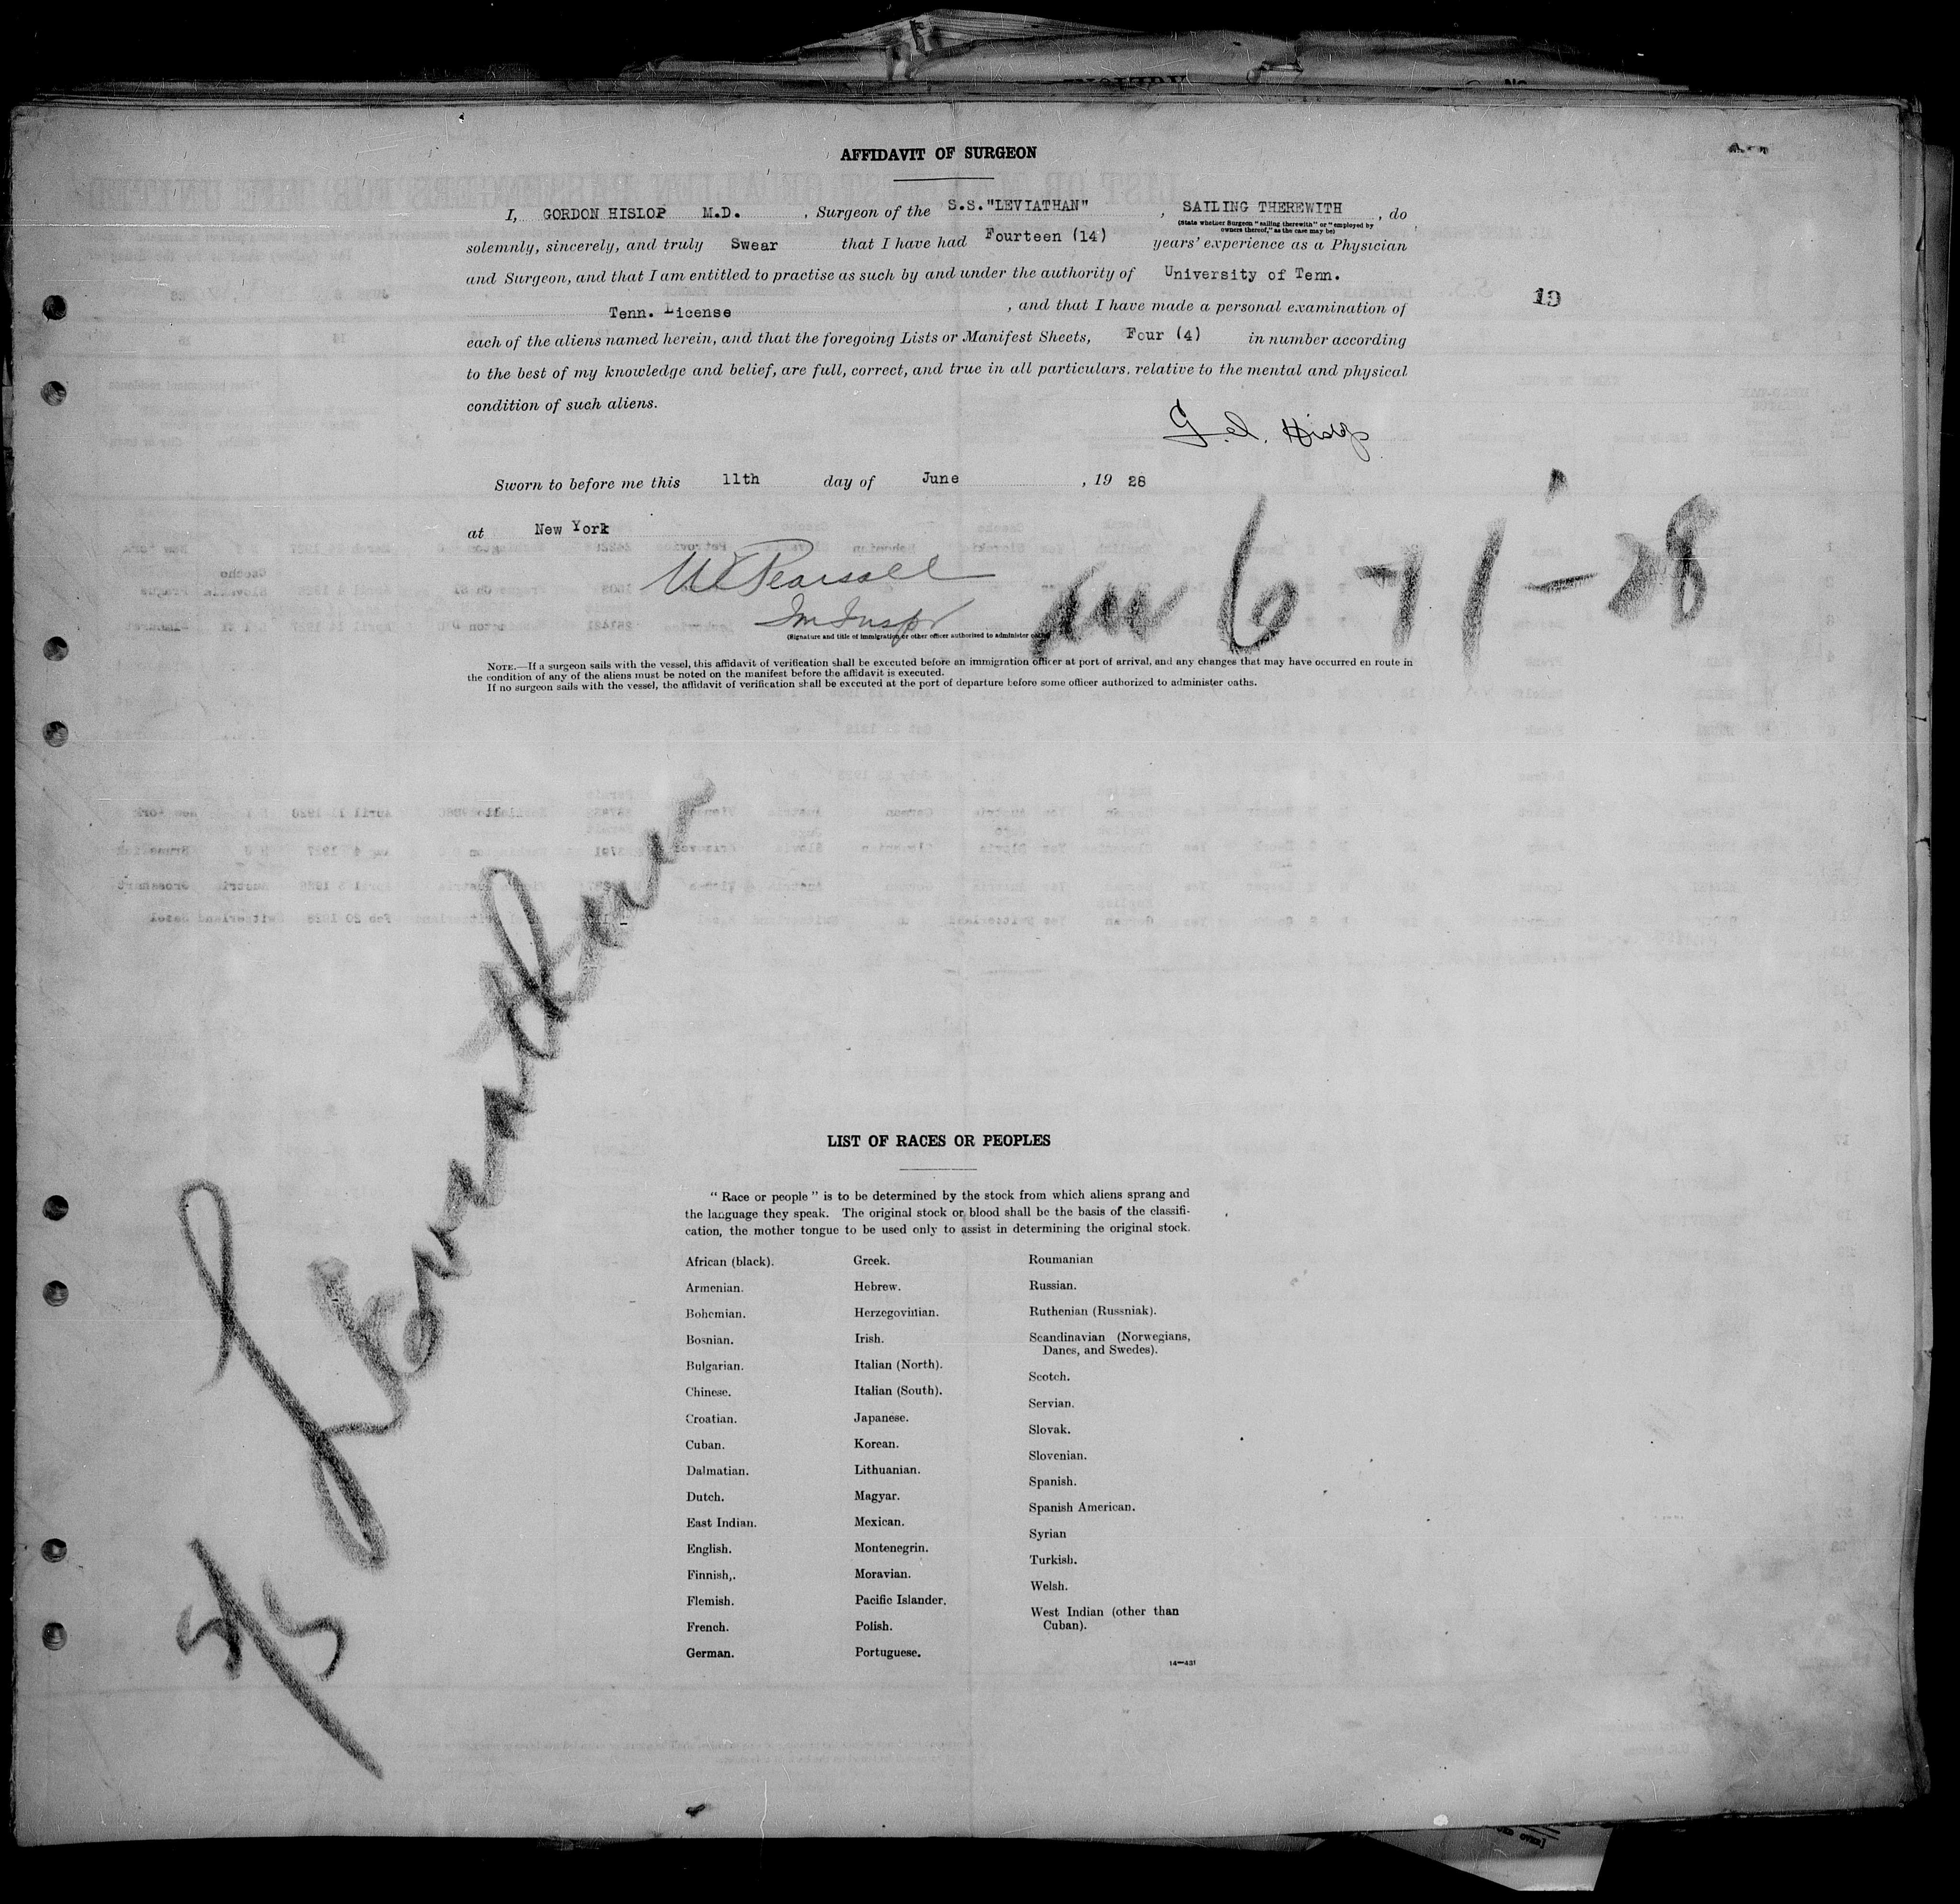 AFFIDAVIT OF SURGEON
I, GORDON HISLOP M.D. , Surgeon of the S.S."LEVIATHAN" , SAILING THEREWITH , do
(State whether Surgeon "sailing therewith" or "employed by
owners thereof," as the case may be)
solemnly, sincerely, and truly Swear that I have had Fourteen (14) years' experience as a Physician
and Surgeon, and that I am entitled to practise as such by and under the authority of University of Tenn.
19
Tenn. License , and that I have made a personal examination of
each of the aliens named herein, and that the foregoing Lists or Manifest Sheets, Four (4) in number according
to the best of my knowledge and belief, are full, correct, and true in all particulars, relative to the mental and physical
condition of such aliens.
Sworn to before me this 11th day of June , 19 28
at New York
W Pearsall
Im Inspr
6-11-28
(Signature and title of immigration or other officer authorized to administer oaths)
NOTE.—If a surgeon sails with the vessel, this affidavit of verification shall be executed before an immigration officer at port of arrival, and any changes that may have occurred en route in
the condition of any of the aliens must be noted on the manifest before the affidavit is executed.
If no surgeon sails with the vessel, the affidavit of verification shall be executed at the port of departure before some officer authorized to administer oaths.
S/S Leviathan
LIST OF RACES OR PEOPLES
" Race or people " is to be determined by the stock from which aliens sprang and
the language they speak. The original stock or blood shall be the basis of the classifi-
cation, the mother tongue to be used only to assist in determining the original stock.
African (black).
Armenian.
Bohemian.
Bosnian.
Bulgarian.
Chinese.
Croatian.
Cuban.
Dalmatian.
Dutch.
East Indian.
English.
Finnish,.
Flemish.
French.
German.
Greek.
Hebrew.
Herzegovinian.
Irish.
Italian (North).
Italian (South).
Japanese.
Korean.
Lithuanian.
Magyar.
Mexican.
Montenegrin.
Moravian.
Pacific Islander.
Polish.
Portuguese.
Roumanian
Russian.
Ruthenian (Russniak).
Scandinavian (Norwegians,
Danes, and Swedes).
Scotch.
Servian.
Slovak.
Slovenian.
Spanish.
Spanish American.
Syrian
Turkish.
Welsh.
West Indian (other than
Cuban).
14—431